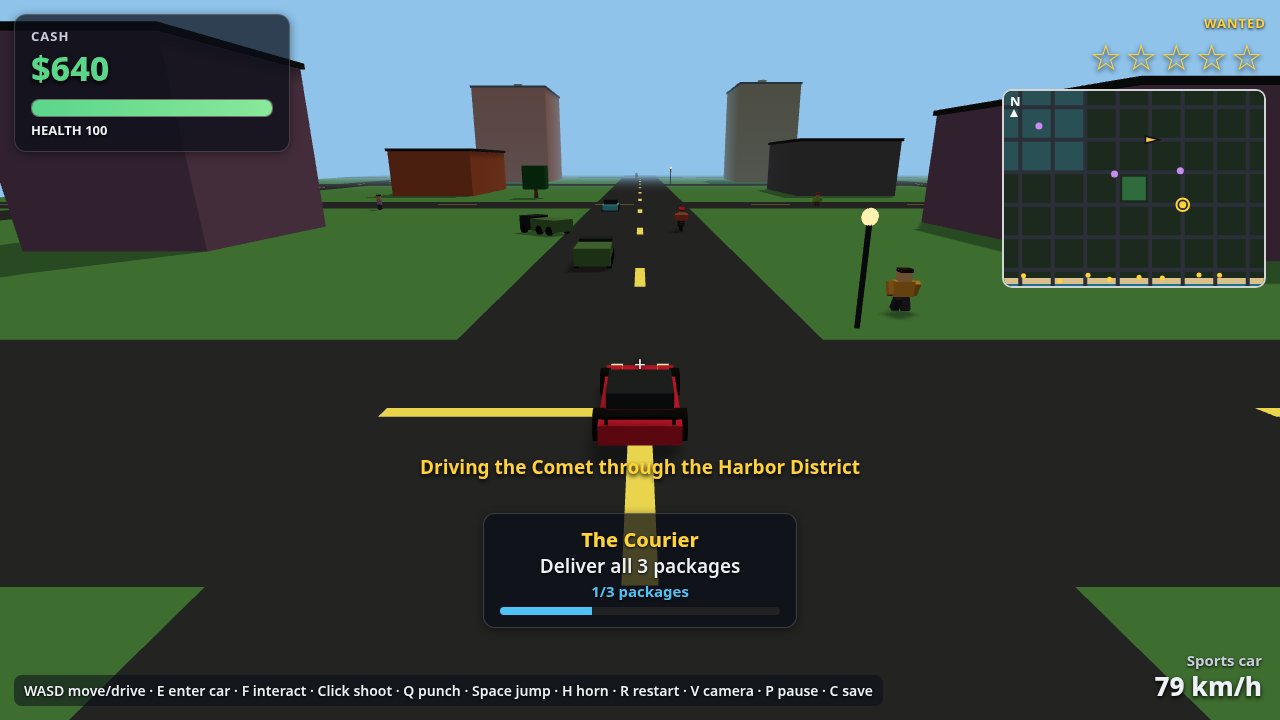 CASH
$640
HEALTH 100
WANTED
N
Driving the Comet through the Harbor District
The Courier
Deliver all 3 packages
1/3 packages
Sports car
79 km/h
WASD move/drive · E enter car · F interact · Click shoot · Q punch · Space jump · H horn · R restart · V camera · P pause · C save